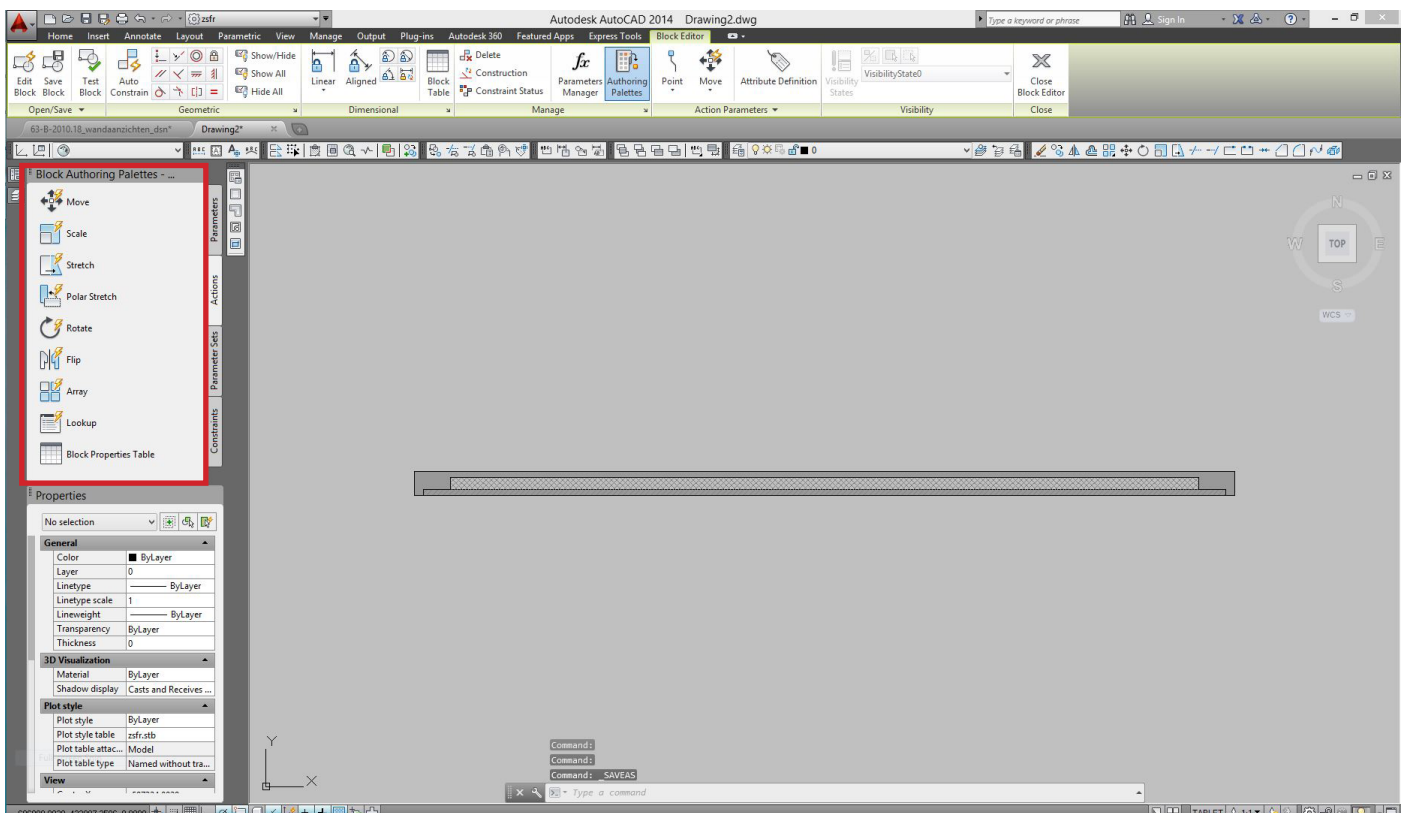 zsfr
Autodesk AutoCAD 2014 Drawing2.dwg
Type a keyword or phrase
Sign In
Home Insert Annotate Layout Parametric View Manage Output Plug-ins Autodesk 360 Featured Apps Express Tools Block Editor
Edit Block
Save Block
Test Block
Auto Constrain
Show/Hide
Show All
Hide All
Linear
Aligned
Block Table
Delete
Construction
Constraint Status
fx
Parameters Manager
Authoring Palettes
Point
Move
Attribute Definition
Visibility States
VisibilityState0
Close Block Editor
Open/Save
Geometric
Dimensional
Manage
Action Parameters
Visibility
Close
63-B-2010.18_wandaanzichten_dsn*
Drawing2*
0
Block Authoring Palettes - ...
Move
Scale
Stretch
Polar Stretch
Rotate
Flip
Array
Lookup
Block Properties Table
Parameters
Actions
Parameter Sets
Constraints
N
W
TOP
E
S
WCS
Properties
No selection
General
Color ByLayer
Layer 0
Linetype ByLayer
Linetype scale 1
Lineweight ByLayer
Transparency ByLayer
Thickness 0
3D Visualization
Material ByLayer
Shadow display Casts and Receives ...
Plot style
Plot style ByLayer
Plot style table zsfr.stb
Plot table attac... Model
Plot table type Named without tra...
View
Y
X
Command:
Command:
Command: _SAVEAS
Type a command
TABLET
1:1